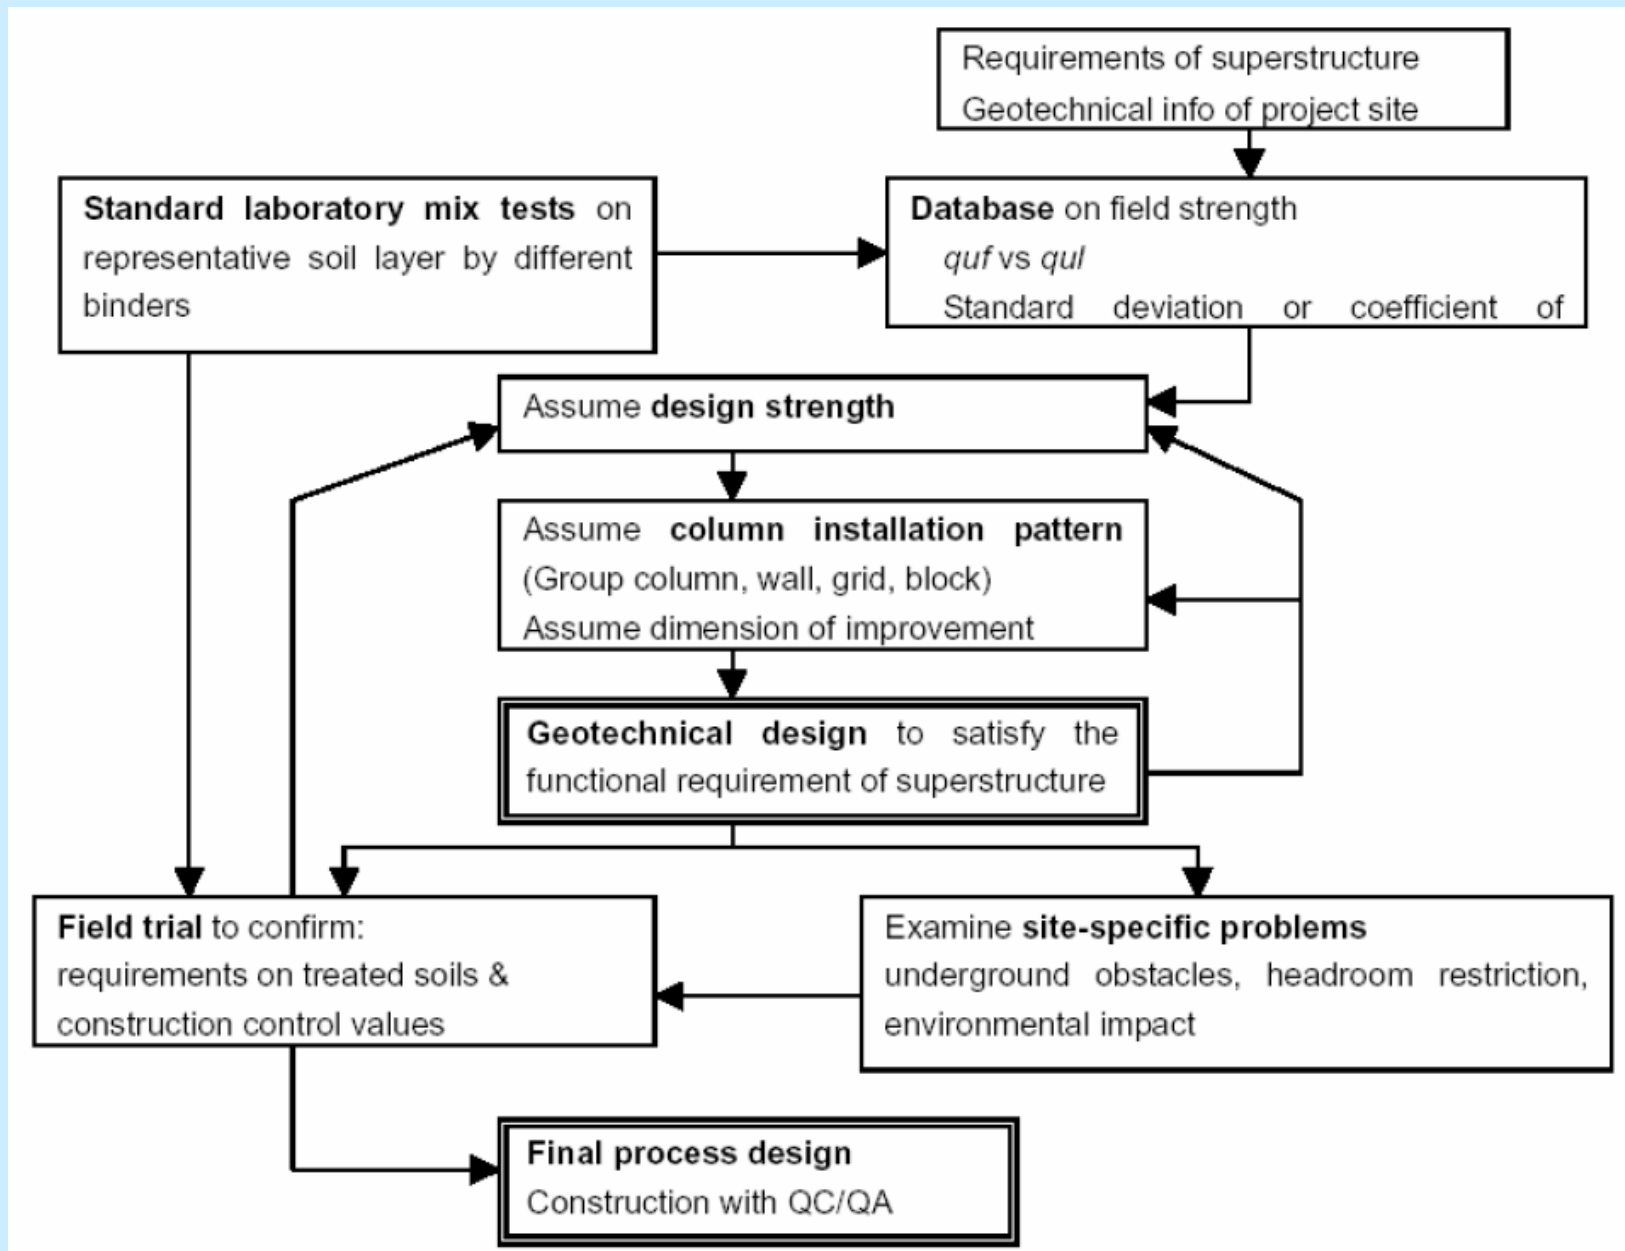 Requirements of superstructure
Geotechnical info of project site
Standard laboratory mix tests on
representative soil layer by different
binders
Database on field strength
quf vs qul
Standard deviation or coefficient of
Assume design strength
Assume column installation pattern
(Group column, wall, grid, block)
Assume dimension of improvement
Geotechnical design to satisfy the
functional requirement of superstructure
Field trial to confirm:
requirements on treated soils &
construction control values
Examine site-specific problems
underground obstacles, headroom restriction,
environmental impact
Final process design
Construction with QC/QA